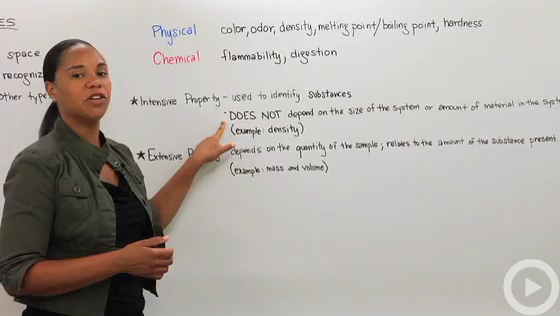 ES
space.
recogniz
other type
Physical color, odor, density, melting point/boiling point, hardness
Chemical flammability, digestion
★Intensive Property - used to identify substances
*DOES NOT depend on the size of the system or amount of material in the syst
(example: density)
★Extensive P y depends on the quantity of the sample; relates to the amount of the substance present
(example: mass and volume)